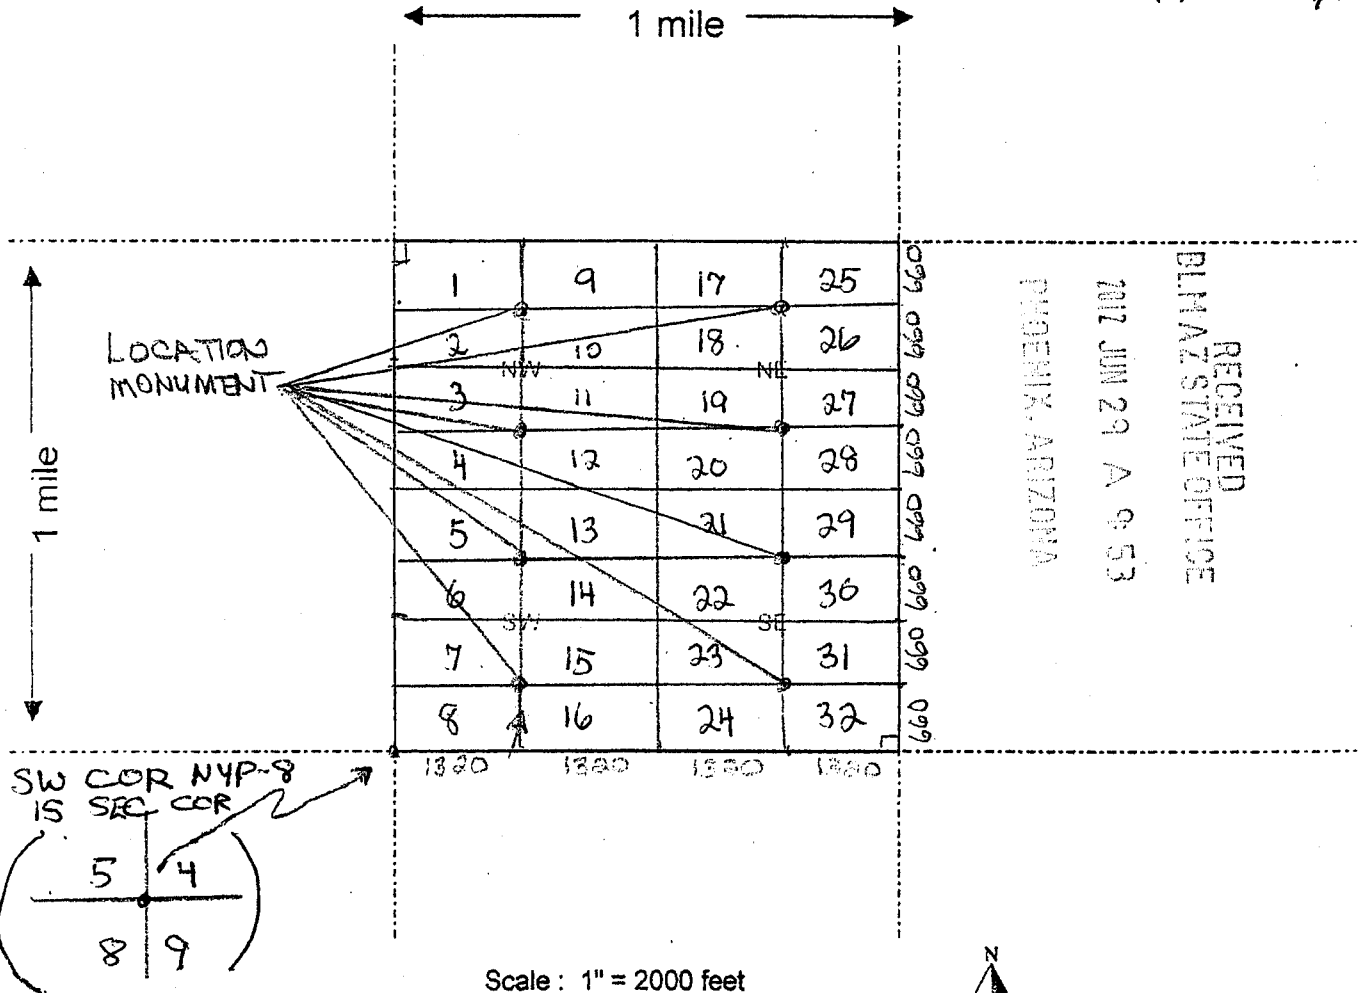 1 mile
1 mile
LOCATION
MONUMENT
1 9 17 25
2 10 18 26
NW NE
3 11 19 27
4 12 20 28
5 13 21 29
6 14 22 30
SW SE
7 15 23 31
8 16 24 32
660
660
660
660
660
660
660
660
1320 1320 1320 1320
RECEIVED
BLM AZ STATE OFFICE
2012 JUN 29 A 9:53
PHOENIX, ARIZONA
SW COR NYP-8
IS SEC COR
5 4
8 9
Scale : 1" = 2000 feet
N